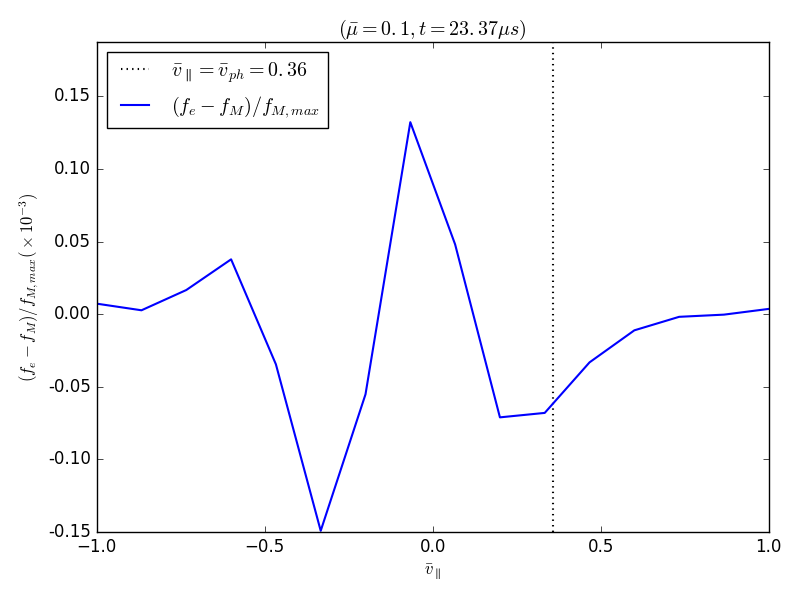 (μ̄ = 0.1, t = 23.37μs)
v̄∥ = v̄ph = 0.36
(fe − fM)/fM,max
0.15
0.10
0.05
0.00
-0.05
-0.10
-0.15
(fe − fM)/fM,max(×10⁻³)
−1.0 −0.5 0.0 0.5 1.0
v̄∥